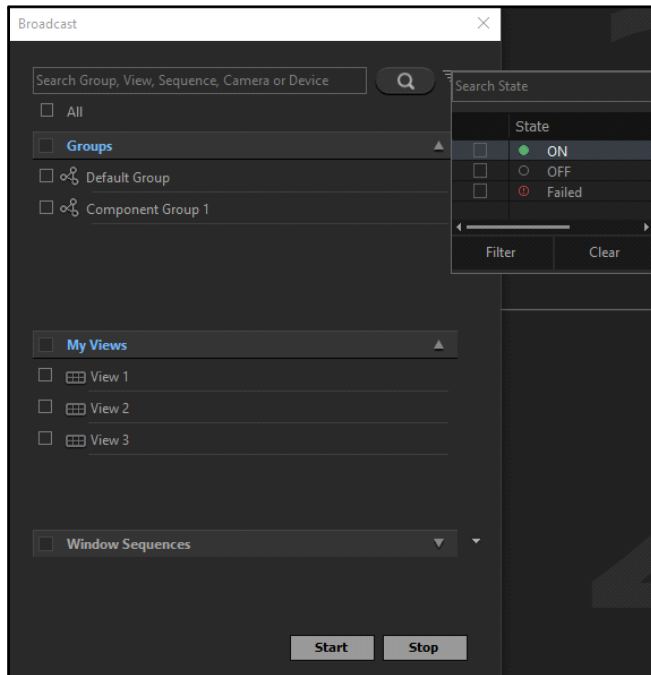 Broadcast
Search Group, View, Sequence, Camera or Device
All
Groups
Default Group
Component Group 1
My Views
View 1
View 2
View 3
Window Sequences
Start
Stop
Search State
State
ON
OFF
Failed
Filter
Clear